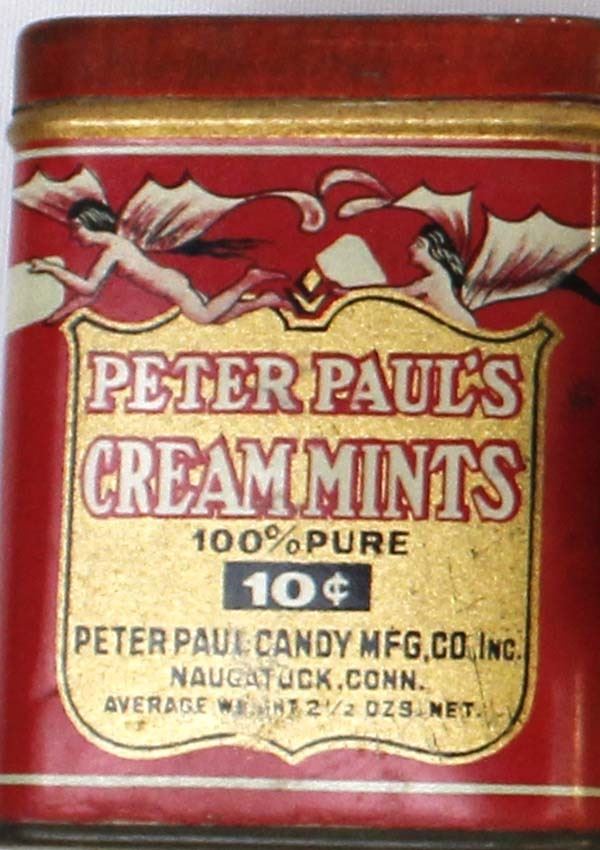 PETER PAUL'S
CREAM MINTS
100% PURE
10¢
PETER PAUL CANDY MFG, CO. INC.
NAUGATUCK, CONN.
AVERAGE WEIGHT 2 1/2 OZS. NET.